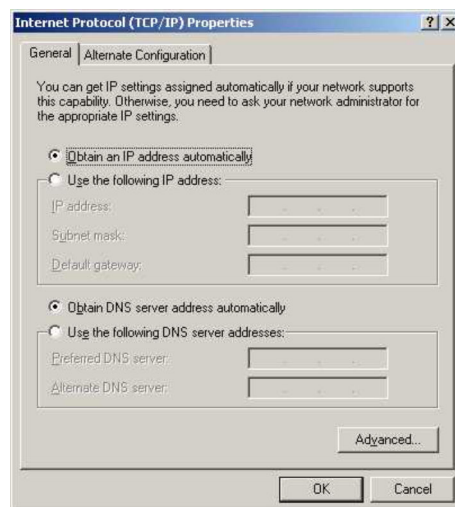 Internet Protocol (TCP/IP) Properties
General
Alternate Configuration
You can get IP settings assigned automatically if your network supports
this capability. Otherwise, you need to ask your network administrator for
the appropriate IP settings.
Obtain an IP address automatically
Use the following IP address:
IP address:
Subnet mask:
Default gateway:
Obtain DNS server address automatically
Use the following DNS server addresses:
Preferred DNS server:
Alternate DNS server:
Advanced...
OK
Cancel